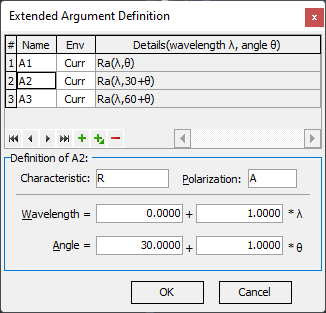 Extended Argument Definition
# Name Env Details(wavelength λ, angle θ)
1 A1 Curr Ra(λ,θ)
2 A2 Curr Ra(λ,30+θ)
3 A3 Curr Ra(λ,60+θ)
Definition of A2:
Characteristic: R Polarization: A
Wavelength = 0.0000 + 1.0000 * λ
Angle = 30.0000 + 1.0000 * θ
OK Cancel